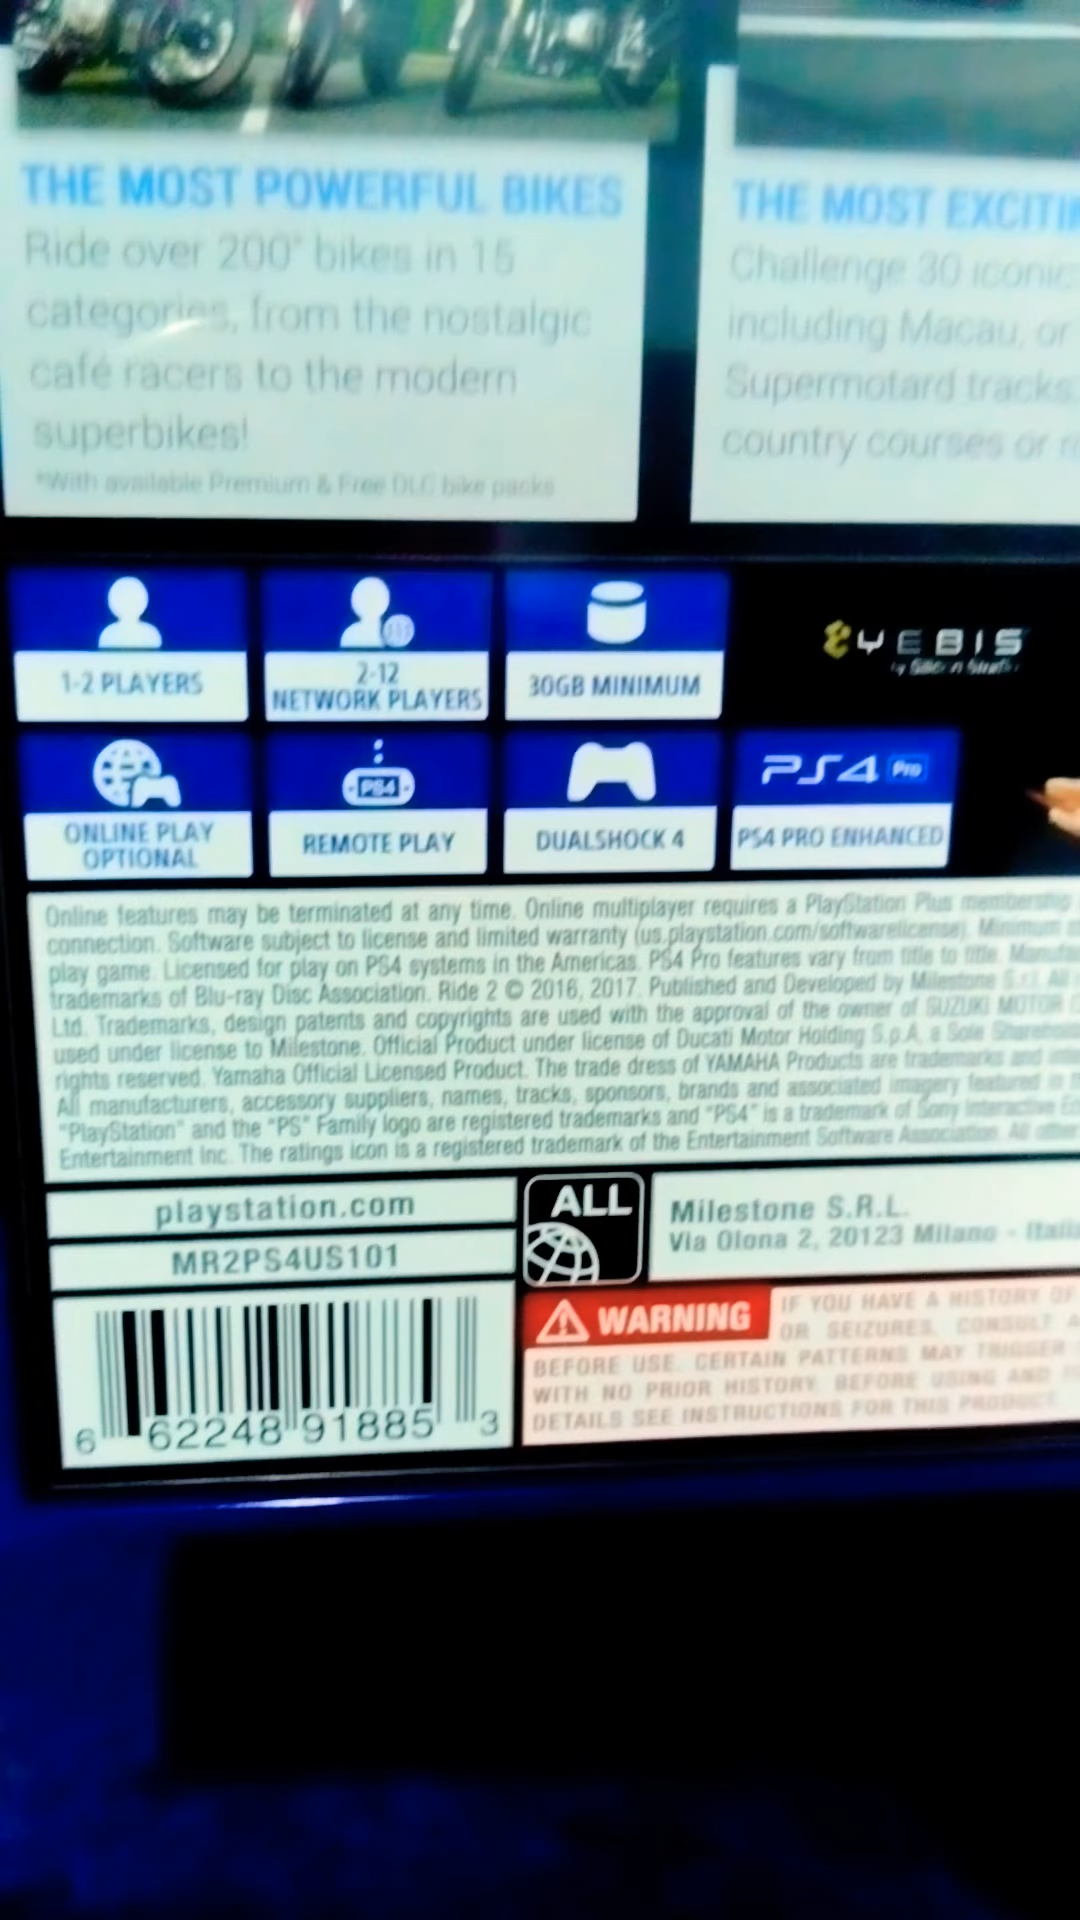 THE MOST POWERFUL BIKES
Ride over 200* bikes in 15
categories, from the nostalgic
café racers to the modern
superbikes!
*With available Premium & Free DLC bike packs
THE MOST
Challenge 30 iconic
including Macau, or
Supermotard tracks
country courses or
1-2 PLAYERS
2-12
NETWORK PLAYERS
30GB MINIMUM
YEBIS
by Silicon Studio
ONLINE PLAY
OPTIONAL
PS4
REMOTE PLAY
DUALSHOCK 4
PS4 Pro
PS4 PRO ENHANCED
Online features may be terminated at any time. Online multiplayer requires a PlayStation Plus membership
connection. Software subject to license and limited warranty (us.playstation.com/softwarelicense). Minimum
play game. Licensed for play on PS4 systems in the Americas. PS4 Pro features vary from title to title.
trademarks of Blu-ray Disc Association. Ride 2 © 2016, 2017. Published and Developed by Milestone S.r.l. All
Ltd. Trademarks, design patents and copyrights are used with the approval of the owner of SUZUKI MOTOR
used under license to Milestone. Official Product under license of Ducati Motor Holding S.p.A, a Sole
rights reserved. Yamaha Official Licensed Product. The trade dress of YAMAHA Products are trademarks and
All manufacturers, accessory suppliers, names, tracks, sponsors, brands and associated imagery featured in
"PlayStation" and the "PS" Family logo are registered trademarks and "PS4" is a trademark of Sony Interactive
Entertainment Inc. The ratings icon is a registered trademark of the Entertainment Software Association. All other
playstation.com
MR2PS4US101
ALL
Milestone S.R.L.
Via Olona 2, 20123 Milano - Italia
WARNING
IF YOU HAVE A HISTORY OF
OR SEIZURES, CONSULT A
BEFORE USE. CERTAIN PATTERNS MAY TRIGGER
WITH NO PRIOR HISTORY. BEFORE USING AND
DETAILS SEE INSTRUCTIONS FOR THIS PRODUCT.
6 62248 91885 3